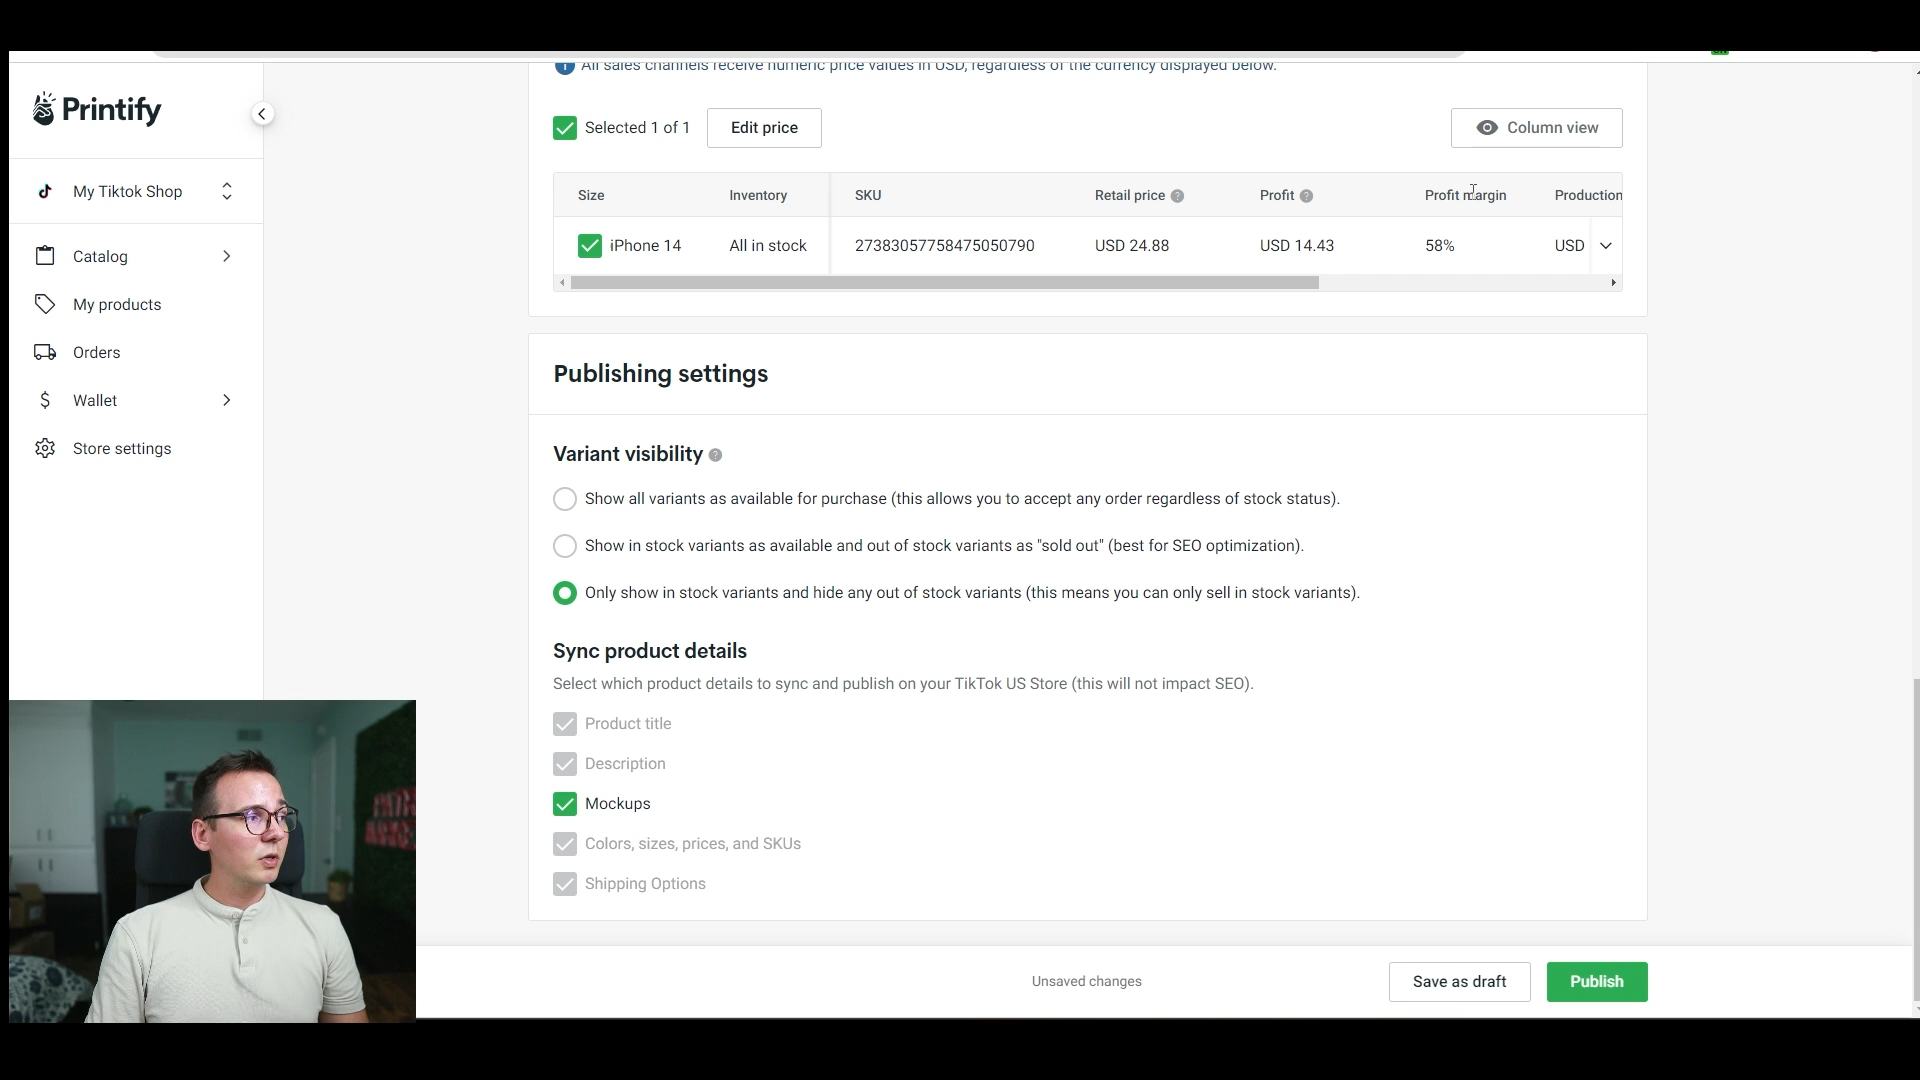 All sales channels receive numeric price values in USD, regardless of the currency displayed below.
Printify
Selected 1 of 1
Edit price
Column view
My Tiktok Shop
Size
Inventory
SKU
Retail price
Profit
Profit margin
Production
iPhone 14
All in stock
27383057758475050790
USD 24.88
USD 14.43
58%
USD
Catalog
My products
Orders
Wallet
Store settings
Publishing settings
Variant visibility
Show all variants as available for purchase (this allows you to accept any order regardless of stock status).
Show in stock variants as available and out of stock variants as "sold out" (best for SEO optimization).
Only show in stock variants and hide any out of stock variants (this means you can only sell in stock variants).
Sync product details
Select which product details to sync and publish on your TikTok US Store (this will not impact SEO).
Product title
Description
Mockups
Colors, sizes, prices, and SKUs
Shipping Options
Unsaved changes
Save as draft
Publish